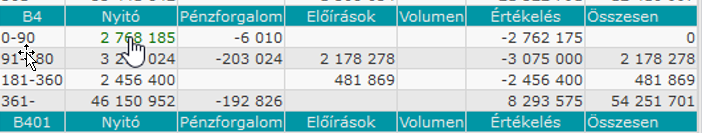 B4 Nyitó Pénzforgalom Előírások Volumen Értékelés Összesen
0-90 2 768 185 -6 010 -2 762 175 0
-203 024 2 178 278 -3 075 000 2 178 278
181-360 2 456 400 481 869 -2 456 400 481 869
361- 46 150 952 -192 826 8 293 575 54 251 701
B401 Nyitó Pénzforgalom Előírások Volumen Értékelés Összesen